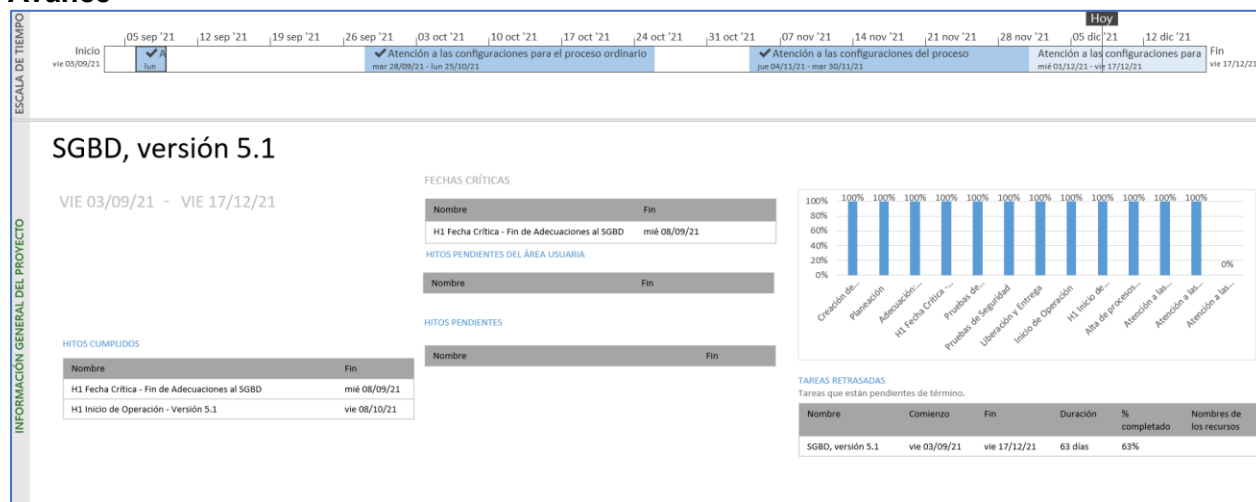 Avance
ESCALA DE TIEMPO
Hoy
05 sep '21 12 sep '21 19 sep '21 26 sep '21 03 oct '21 10 oct '21 17 oct '21 24 oct '21 31 oct '21 07 nov '21 14 nov '21 21 nov '21 28 nov '21 05 dic '21 12 dic '21
Inicio
vie 03/09/21
✔A
lun
✔Atención a las configuraciones para el proceso ordinario
mar 28/09/21 - lun 25/10/21
✔Atención a las configuraciones del proceso
jue 04/11/21 - mar 30/11/21
Atención a las configuraciones para
mié 01/12/21 - vie 17/12/21
Fin
vie 17/12/21
INFORMACIÓN GENERAL DEL PROYECTO
SGBD, versión 5.1
VIE 03/09/21 - VIE 17/12/21
HITOS CUMPLIDOS
Nombre Fin
H1 Fecha Crítica - Fin de Adecuaciones al SGBD mié 08/09/21
H1 Inicio de Operación - Versión 5.1 vie 08/10/21
FECHAS CRÍTICAS
Nombre Fin
H1 Fecha Crítica - Fin de Adecuaciones al SGBD mié 08/09/21
HITOS PENDIENTES DEL ÁREA USUARIA
Nombre Fin
HITOS PENDIENTES
Nombre Fin
100% 100% 100% 100% 100% 100% 100% 100% 100% 100% 100% 100%
0%
100%
80%
60%
40%
20%
0%
Creación de...
Planeación
Adecuación:...
H1 Fecha Crítica -...
Pruebas de...
Pruebas de Seguridad
Liberación y Entrega
Inicio de Operación
H1 Inicio de...
Alta de procesos...
Atención a las...
Atención a las...
Atención a las...
TAREAS RETRASADAS
Tareas que están pendientes de término.
Nombre Comienzo Fin Duración % completado Nombres de los recursos
SGBD, versión 5.1 vie 03/09/21 vie 17/12/21 63 días 63%